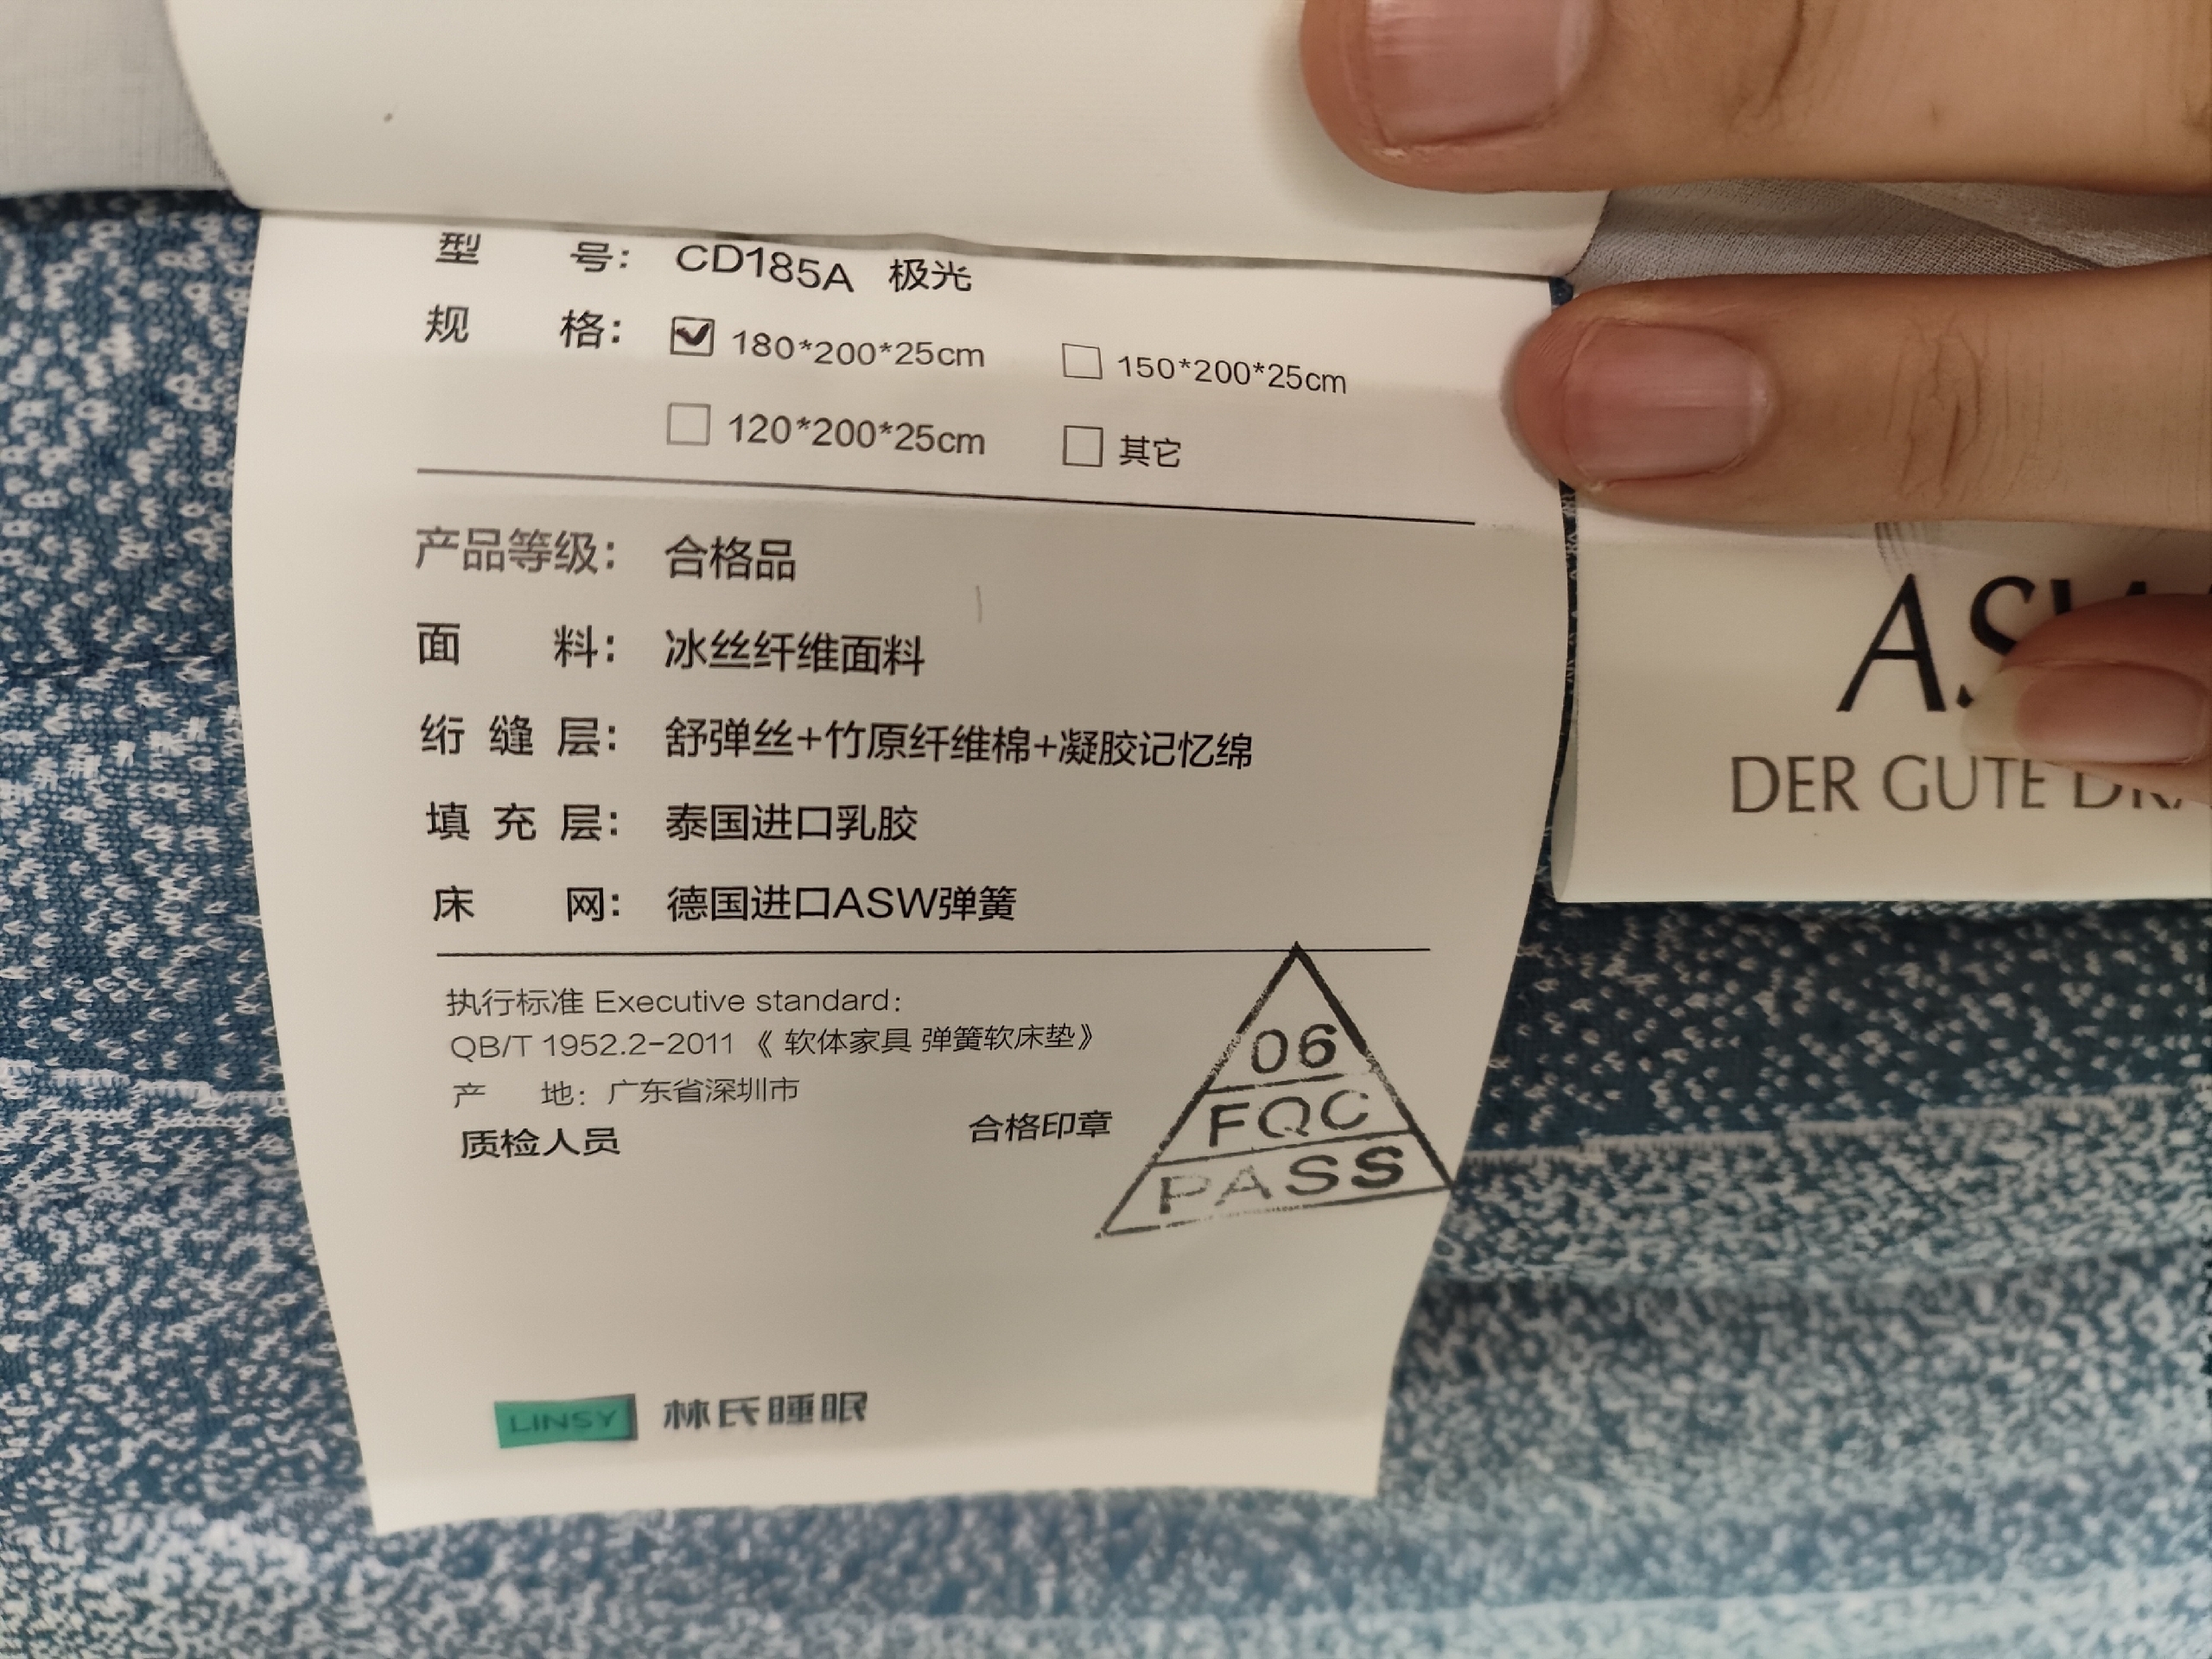 型 号： CD185A 极光
规 格： ☑ 180*200*25cm ☐ 150*200*25cm
☐ 120*200*25cm ☐ 其它
产品等级： 合格品
面 料： 冰丝纤维面料
绗 缝 层： 舒弹丝+竹原纤维棉+凝胶记忆绵
填 充 层： 泰国进口乳胶
床 网： 德国进口ASW弹簧
执行标准 Executive standard:
QB/T 1952.2-2011 《 软体家具 弹簧软床垫》
产 地： 广东省深圳市
质检人员
合格印章
06
FQC
PASS
LINSY 林氏睡眠
DER GUTE